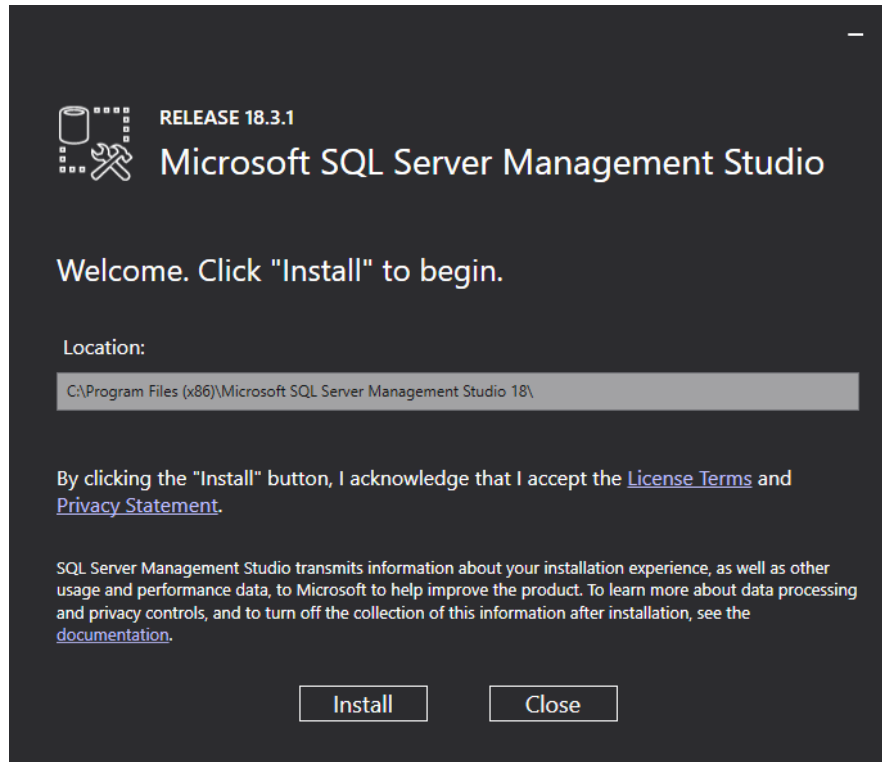 RELEASE 18.3.1
Microsoft SQL Server Management Studio
Welcome. Click "Install" to begin.
Location:
C:\Program Files (x86)\Microsoft SQL Server Management Studio 18\
By clicking the "Install" button, I acknowledge that I accept the License Terms and
Privacy Statement.
SQL Server Management Studio transmits information about your installation experience, as well as other
usage and performance data, to Microsoft to help improve the product. To learn more about data processing
and privacy controls, and to turn off the collection of this information after installation, see the
documentation.
Install
Close